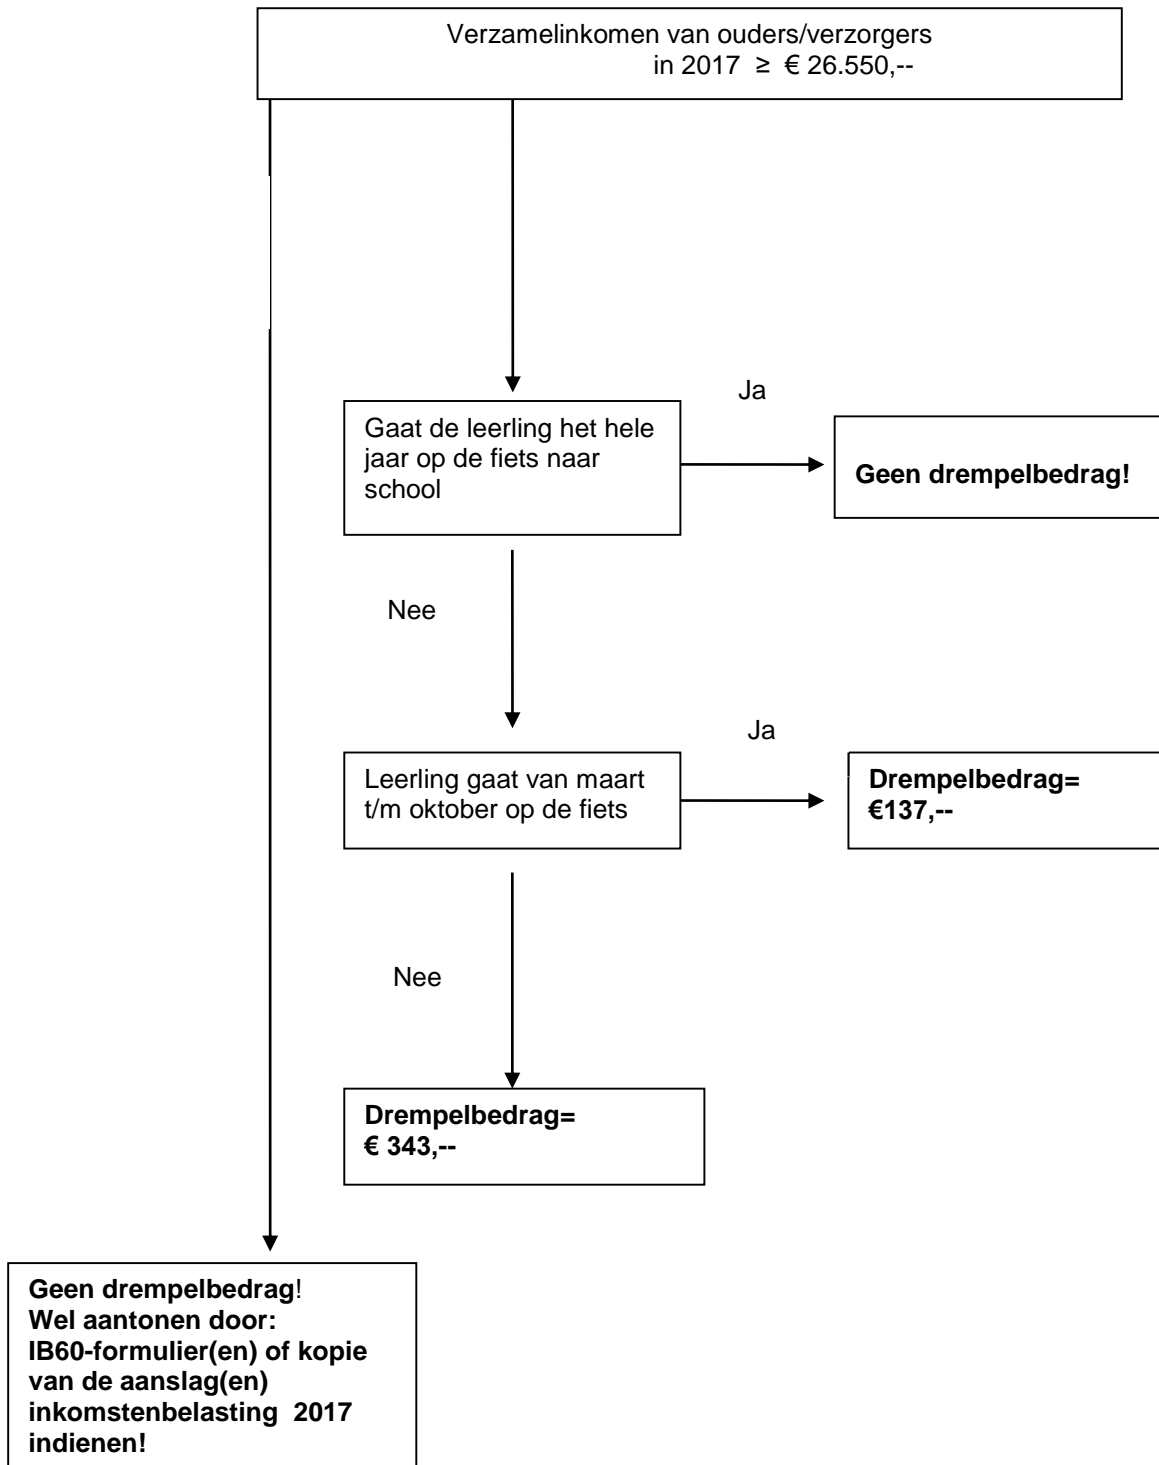 Verzamelinkomen van ouders/verzorgers
in 2017 ≥ € 26.550,--
Ja
Gaat de leerling het hele
jaar op de fiets naar
school
Geen drempelbedrag!
Nee
Ja
Leerling gaat van maart
t/m oktober op de fiets
Drempelbedrag=
€137,--
Nee
Drempelbedrag=
€ 343,--
Geen drempelbedrag!
Wel aantonen door:
IB60-formulier(en) of kopie
van de aanslag(en)
inkomstenbelasting 2017
indienen!